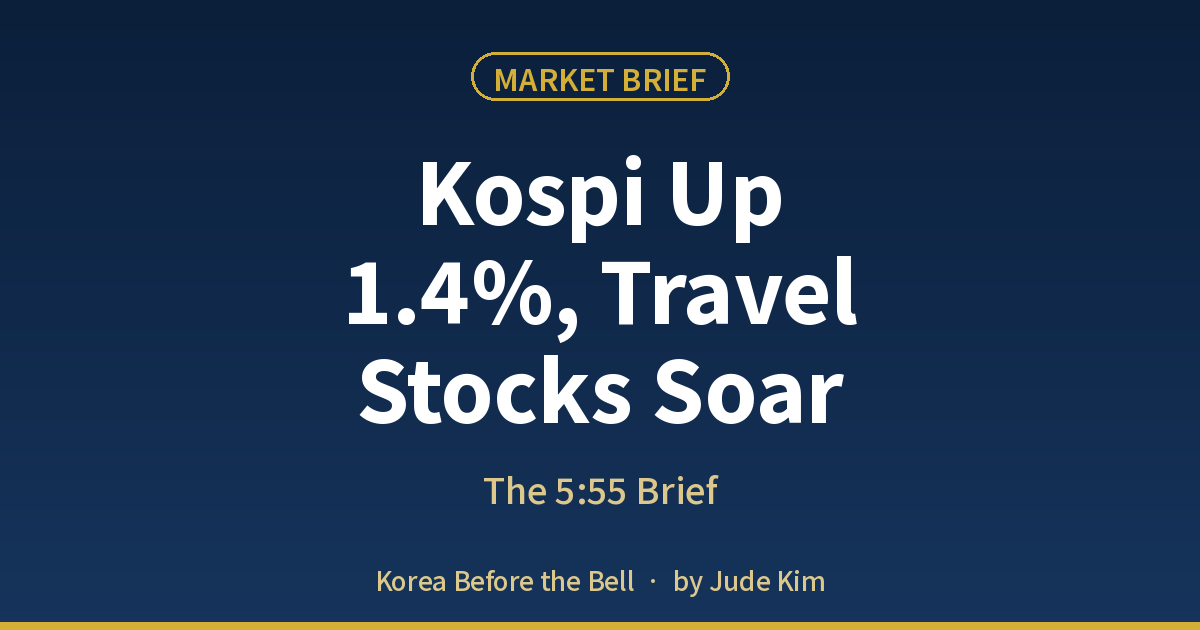 MARKET BRIEF
Kospi Up
1.4%, Travel
Stocks Soar
The 5:55 Brief
Korea Before the Bell · by Jude Kim